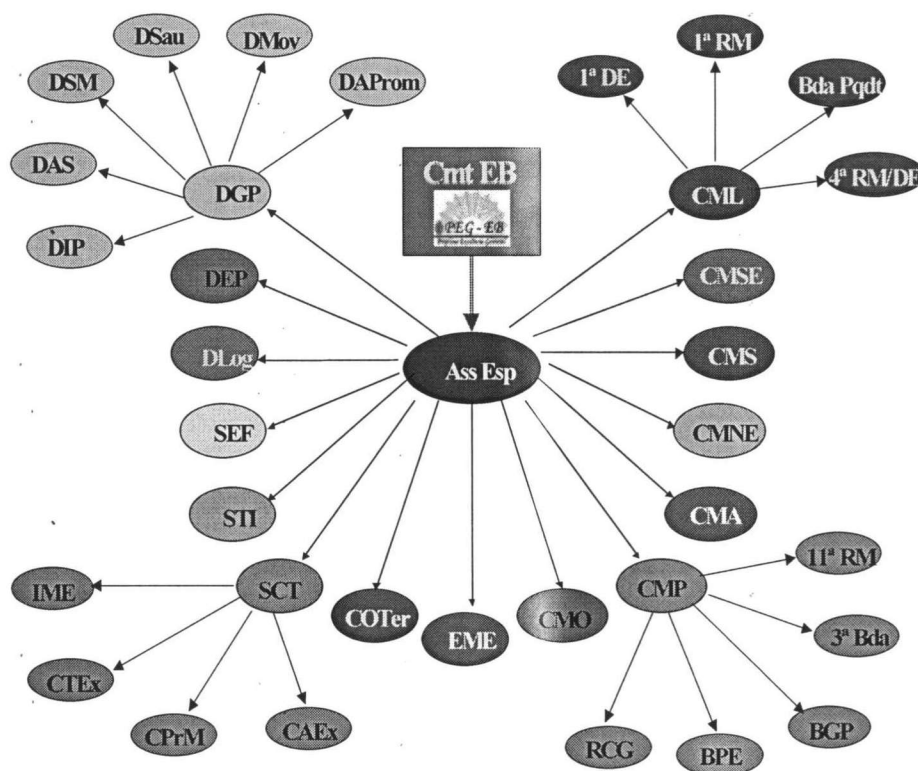 DSau
DMov
1ª RM
DSM
DAProm
1ª DE
Bda Pqdt
DAS
DGP
Cmt EB
PEG - EB
CML
4ª RM/DE
DIP
DEP
CMSE
DLog
Ass Esp
CMS
SEF
CMNE
STI
CMA
11ª RM
IME
SCT
COTer
EME
CMO
CMP
3ª Bda
CTEx
CPrM
CAEx
RCG
BPE
BGP